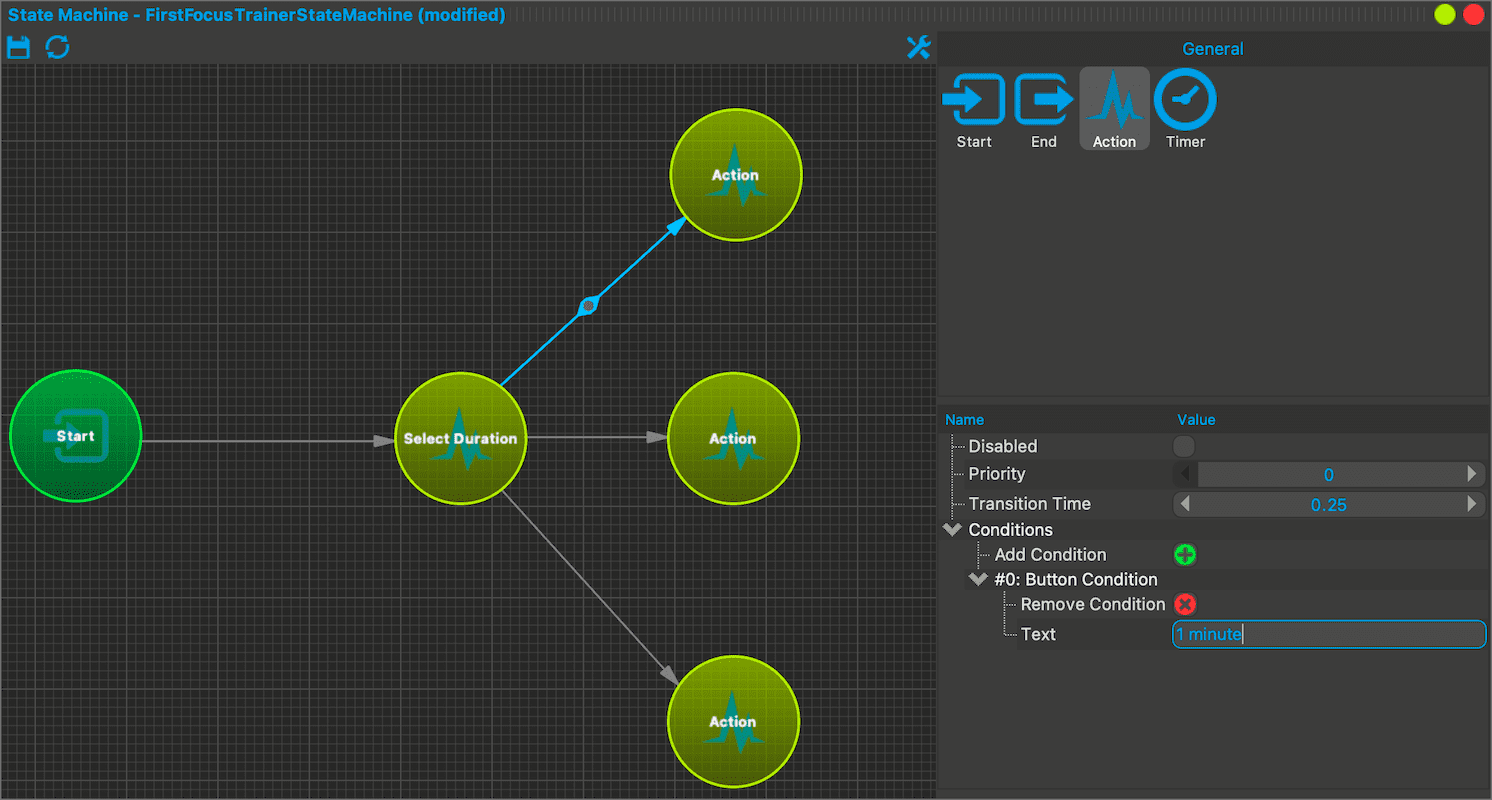 State Machine - FirstFocusTrainerStateMachine (modified)
General
Start
End
Action
Timer
Action
Start
Select Duration
Action
Action
Name Value
Disabled
Priority 0
Transition Time 0.25
Conditions
Add Condition
#0: Button Condition
Remove Condition
Text 1 minute